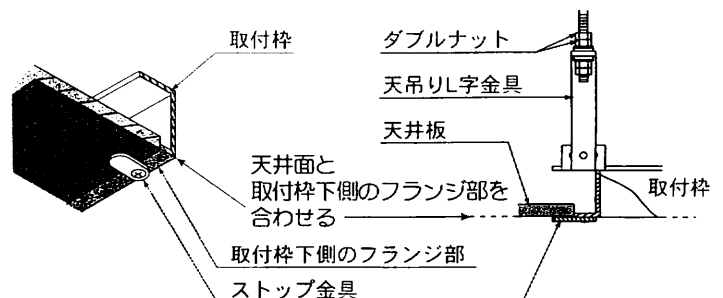 取付枠
ダブルナット
天吊りL字金具
天井板
天井面と
取付枠下側のフランジ部を
合わせる
取付枠
取付枠下側のフランジ部
ストップ金具